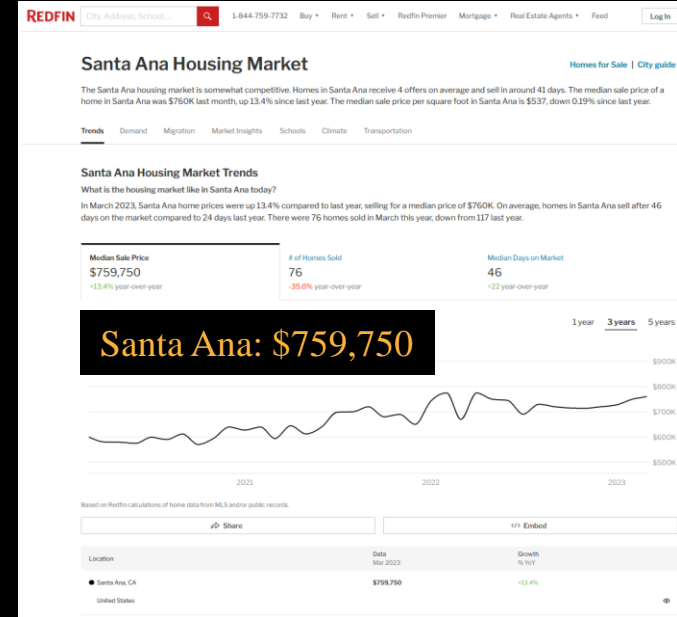 REDFIN City, Address, School,... 1-844-759-7732 Buy Rent Sell Redfin Premier Mortgage Real Estate Agents Feed Log In
Santa Ana Housing Market
Homes for Sale | City guide
The Santa Ana housing market is somewhat competitive. Homes in Santa Ana receive 4 offers on average and sell in around 41 days. The median sale price of a
home in Santa Ana was $760K last month, up 13.4% since last year. The median sale price per square foot in Santa Ana is $537, down 0.19% since last year.
Trends Demand Migration Market Insights Schools Climate Transportation
Santa Ana Housing Market Trends
What is the housing market like in Santa Ana today?
In March 2023, Santa Ana home prices were up 13.4% compared to last year, selling for a median price of $760K. On average, homes in Santa Ana sell after 46
days on the market compared to 24 days last year. There were 76 homes sold in March this year, down from 117 last year.
Median Sale Price # of Homes Sold Median Days on Market
$759,750 76 46
+13.4% year-over-year -35.0% year-over-year +22 year-over-year
1 year 3 years 5 years
Santa Ana: $759,750
$900K
$800K
$700K
$600K
$500K
2021 2022 2023
Based on Redfin calculations of home data from MLS and/or public records.
Share </> Embed
Location Data Growth
Mar 2023 % YoY
Santa Ana, CA $759,750 +13.4%
United States